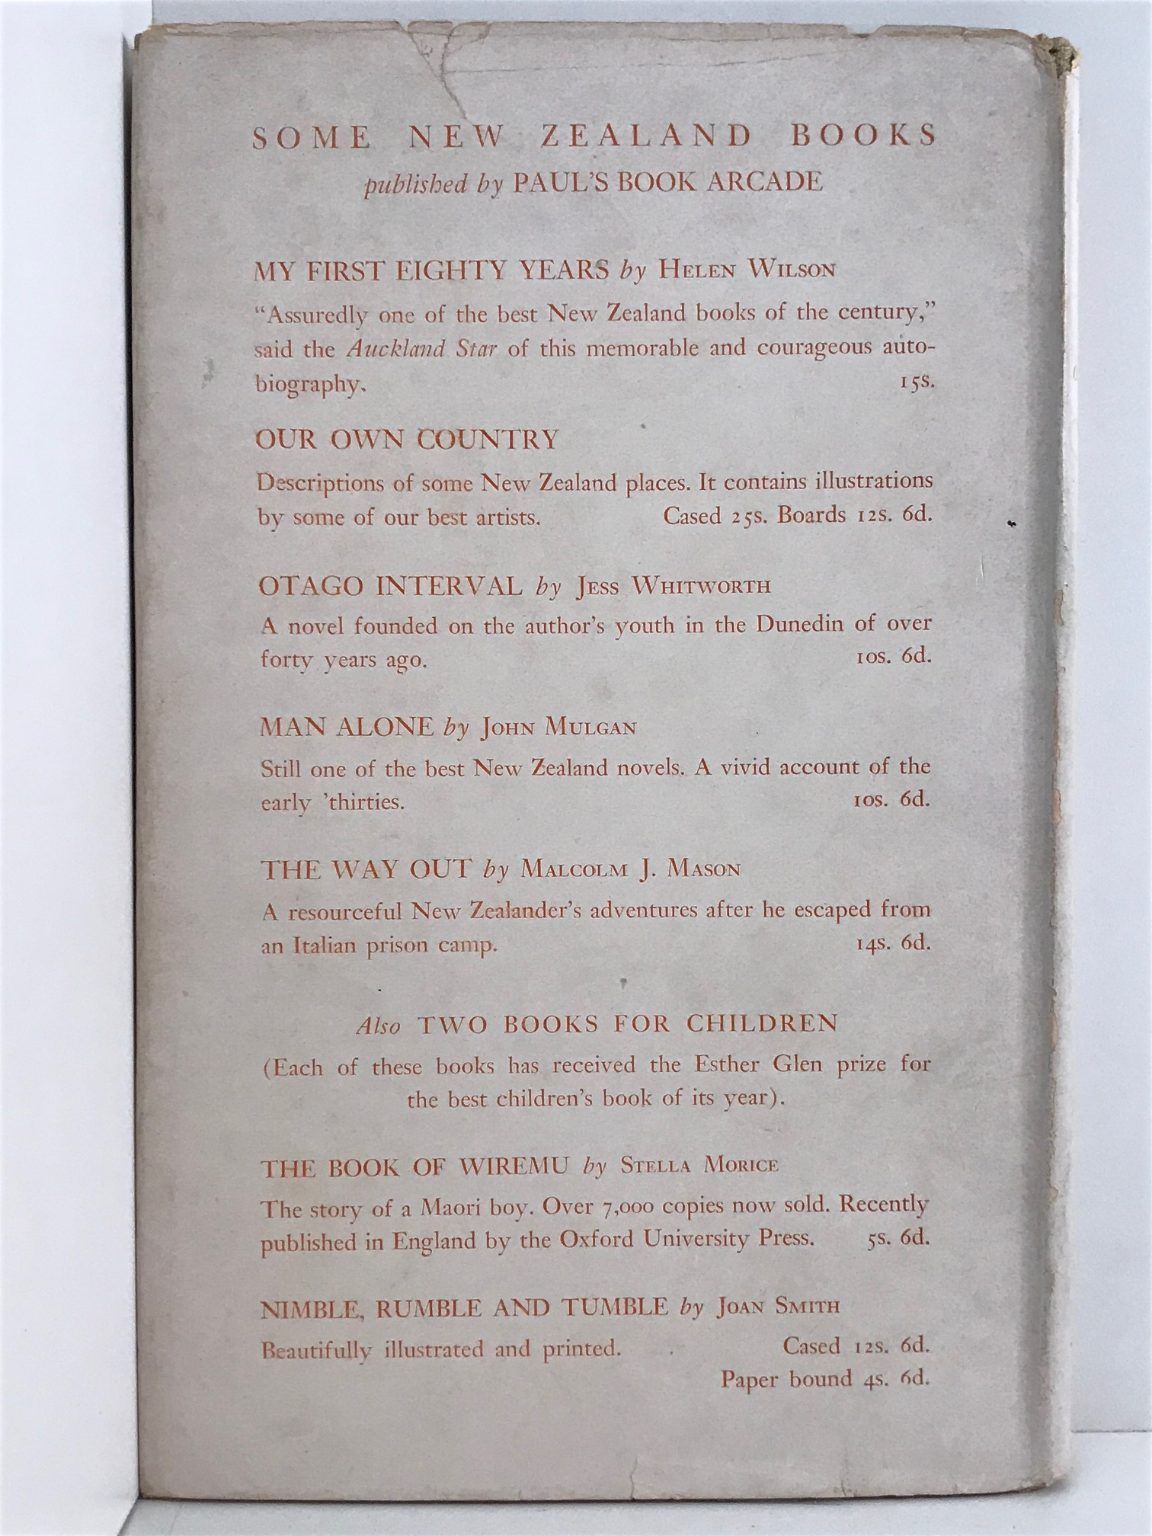 SOME NEW ZEALAND BOOKS
published by PAUL'S BOOK ARCADE
MY FIRST EIGHTY YEARS by HELEN WILSON
"Assuredly one of the best New Zealand books of the century,"
said the Auckland Star of this memorable and courageous auto-
biography. 15s.
OUR OWN COUNTRY
Descriptions of some New Zealand places. It contains illustrations
by some of our best artists. Cased 25s. Boards 12s. 6d.
OTAGO INTERVAL by JESS WHITWORTH
A novel founded on the author's youth in the Dunedin of over
forty years ago. 10s. 6d.
MAN ALONE by JOHN MULGAN
Still one of the best New Zealand novels. A vivid account of the
early 'thirties. 10s. 6d.
THE WAY OUT by MALCOLM J. MASON
A resourceful New Zealander's adventures after he escaped from
an Italian prison camp. 14s. 6d.
Also TWO BOOKS FOR CHILDREN
(Each of these books has received the Esther Glen prize for
the best children's book of its year).
THE BOOK OF WIREMU by STELLA MORICE
The story of a Maori boy. Over 7,000 copies now sold. Recently
published in England by the Oxford University Press. 5s. 6d.
NIMBLE, RUMBLE AND TUMBLE by JOAN SMITH
Beautifully illustrated and printed. Cased 12s. 6d.
Paper bound 4s. 6d.